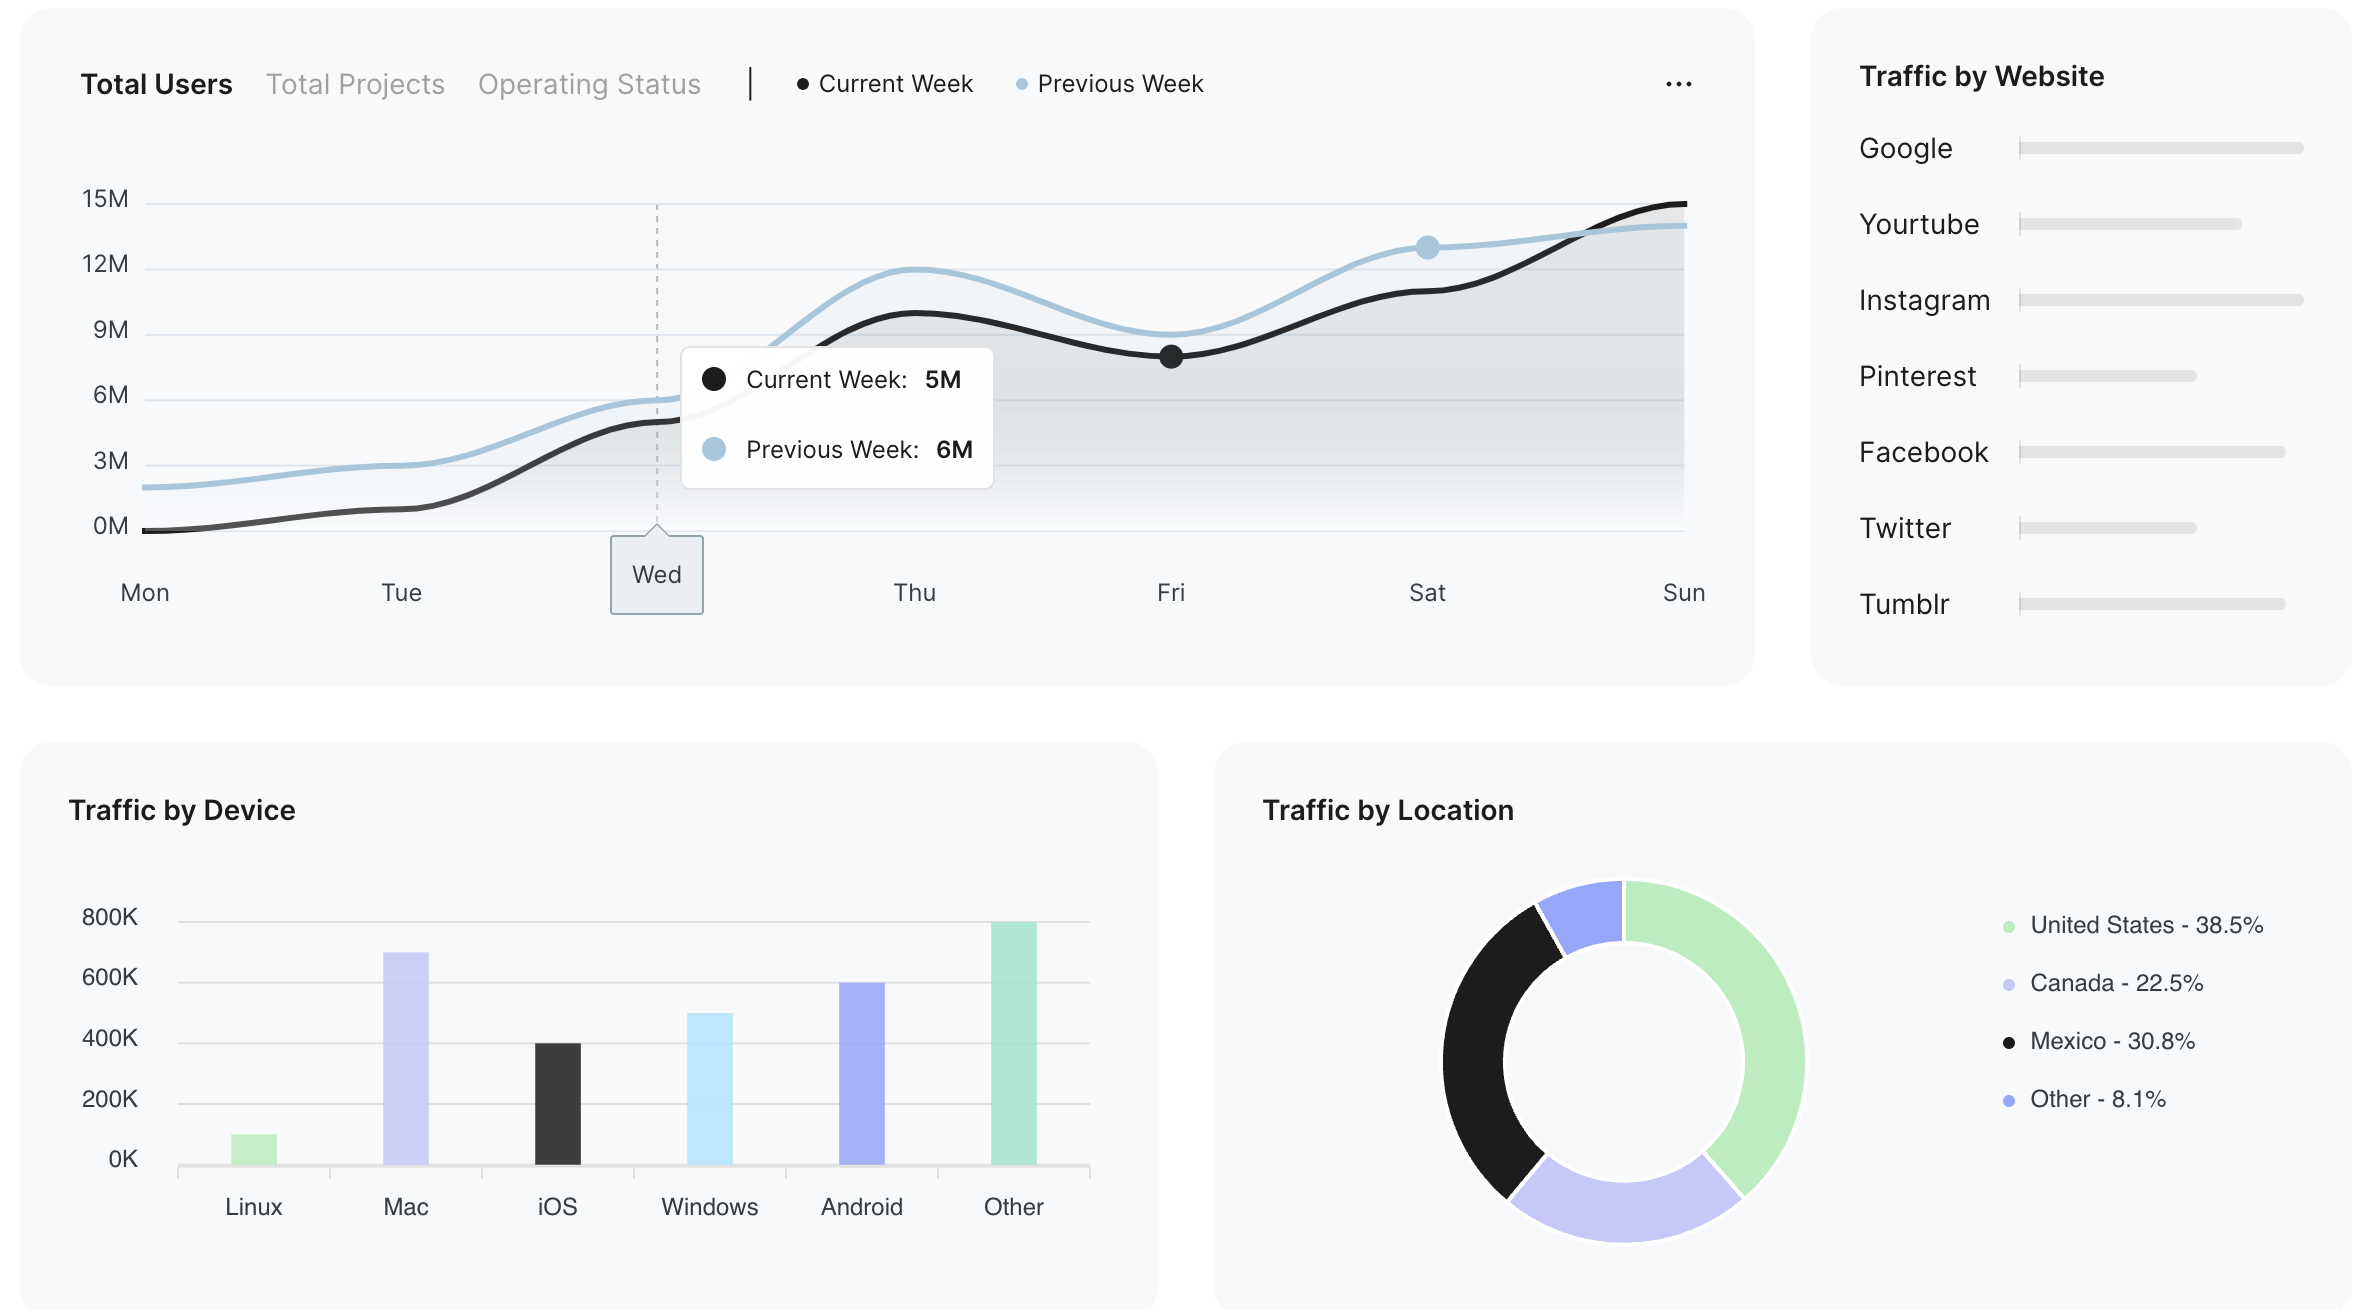 Total Users Total Projects Operating Status | Current Week Previous Week ...
15M
12M
9M
6M
3M
0M
Current Week: 5M
Previous Week: 6M
Mon Tue Wed Thu Fri Sat Sun
Traffic by Website
Google
Yourtube
Instagram
Pinterest
Facebook
Twitter
Tumblr
Traffic by Device
800K
600K
400K
200K
0K
Linux Mac iOS Windows Android Other
Traffic by Location
United States - 38.5%
Canada - 22.5%
Mexico - 30.8%
Other - 8.1%